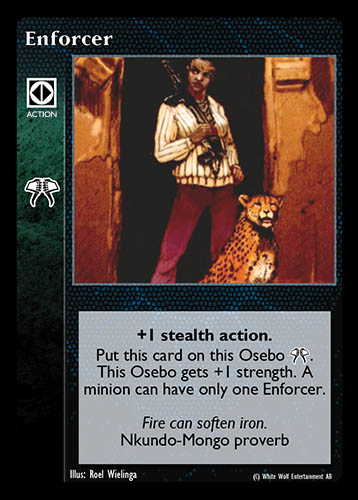 Enforcer
ACTION
+1 stealth action.
Put this card on this Osebo.
This Osebo gets +1 strength. A
minion can have only one Enforcer.
Fire can soften iron.
Nkundo-Mongo proverb
Illus: Roel Wielinga
(C) White Wolf Entertainment AB